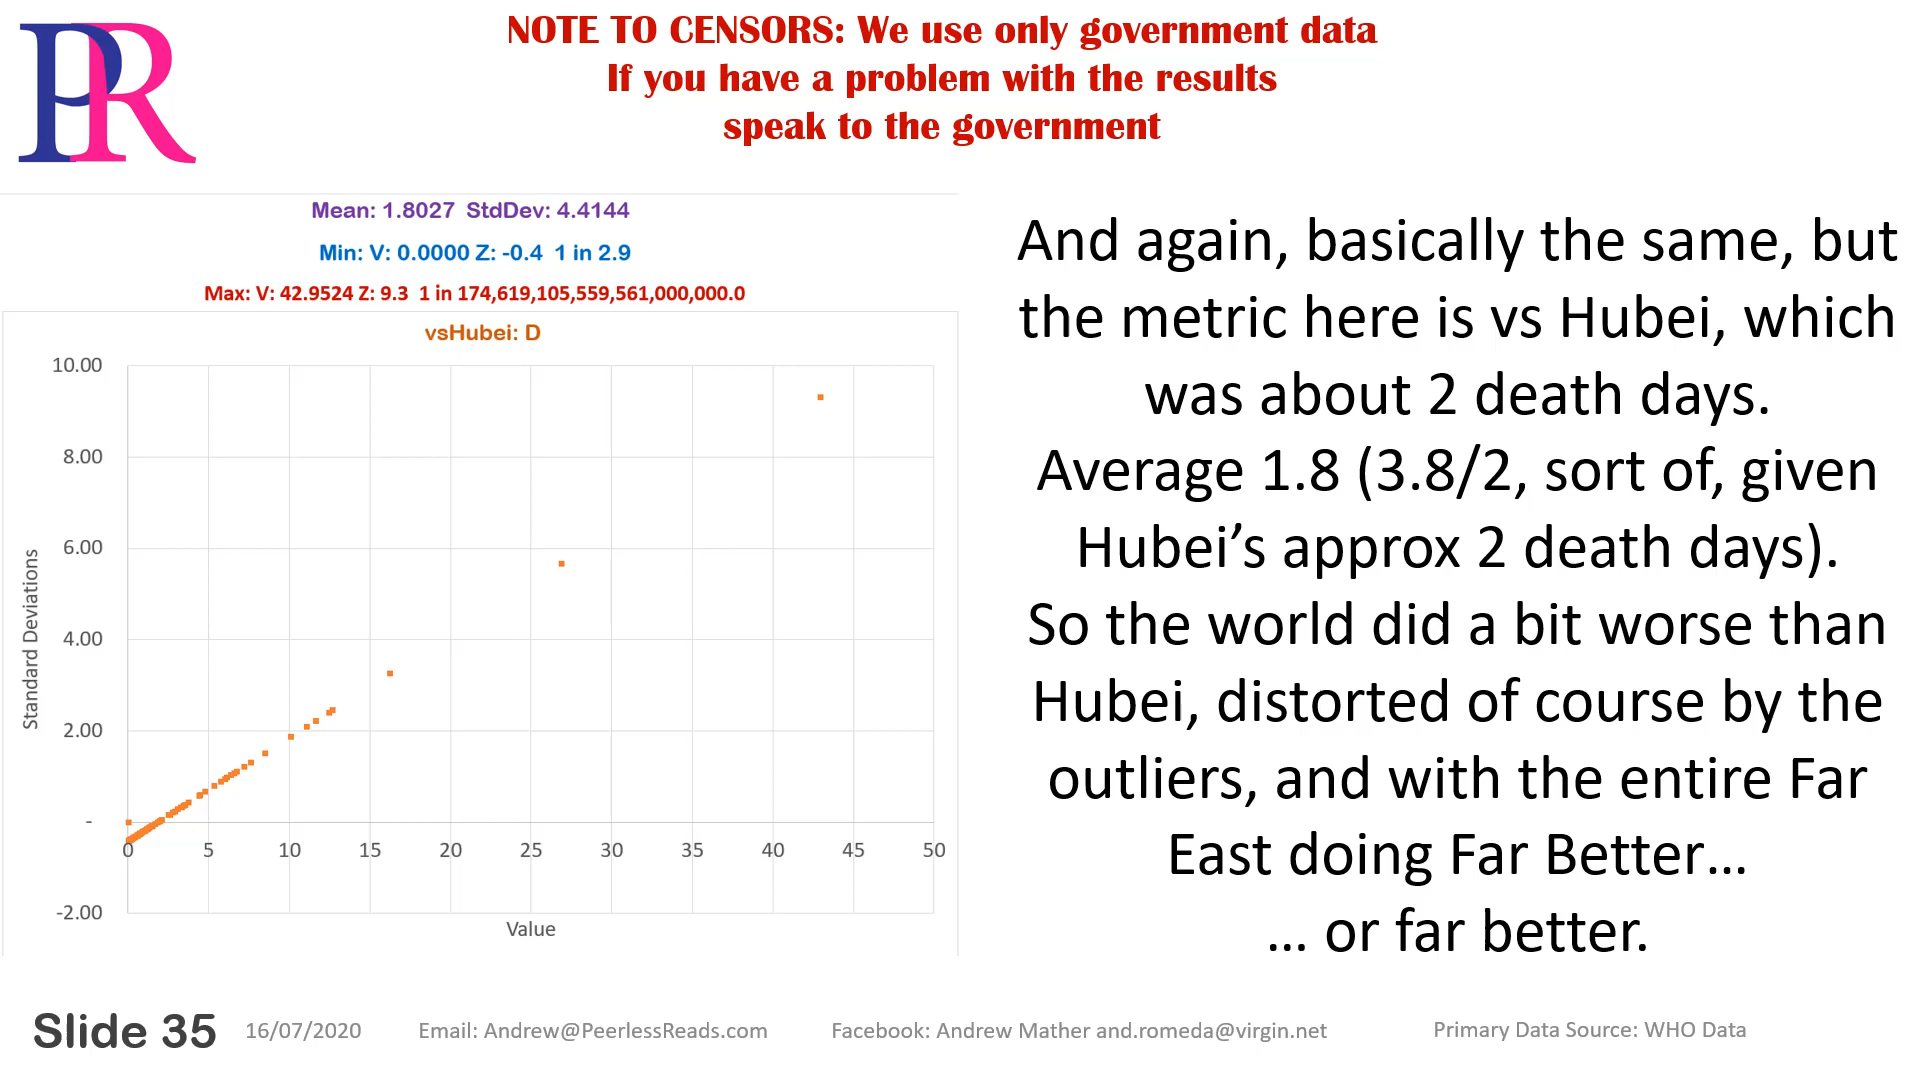 PR
NOTE TO CENSORS: We use only government data
If you have a problem with the results
speak to the government
Mean: 1.8027 StdDev: 4.4144
Min: V: 0.0000 Z: -0.4 1 in 2.9
Max: V: 42.9524 Z: 9.3 1 in 174,619,105,559,561,000,000.0
vsHubei: D
10.00
8.00
6.00
4.00
2.00
-
-2.00
Standard Deviations
0 5 10 15 20 25 30 35 40 45 50
Value
And again, basically the same, but
the metric here is vs Hubei, which
was about 2 death days.
Average 1.8 (3.8/2, sort of, given
Hubei’s approx 2 death days).
So the world did a bit worse than
Hubei, distorted of course by the
outliers, and with the entire Far
East doing Far Better…
… or far better.
Slide 35 16/07/2020 Email: Andrew@PeerlessReads.com Facebook: Andrew Mather and.romeda@virgin.net Primary Data Source: WHO Data